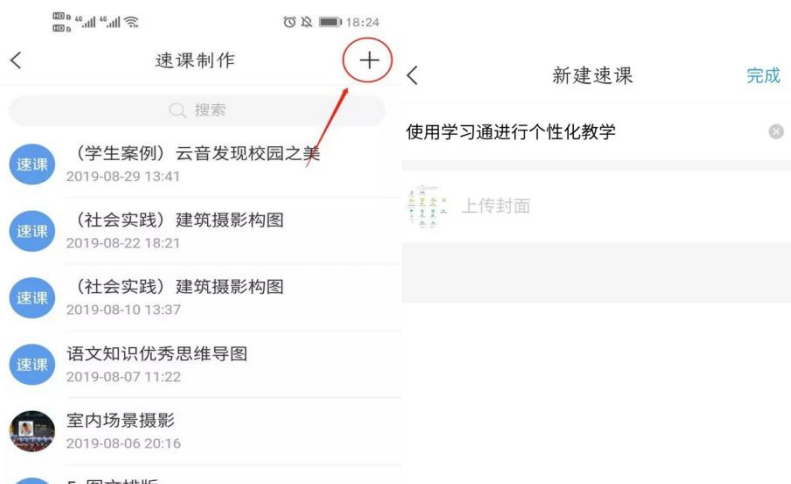 18:24
速课制作
搜索
速课
（学生案例）云音发现校园之美
2019-08-29 13:41
速课
（社会实践）建筑摄影构图
2019-08-22 18:21
速课
（社会实践）建筑摄影构图
2019-08-10 13:37
速课
语文知识优秀思维导图
2019-08-07 11:22
室内场景摄影
2019-08-06 20:16
新建速课
完成
使用学习通进行个性化教学
上传封面